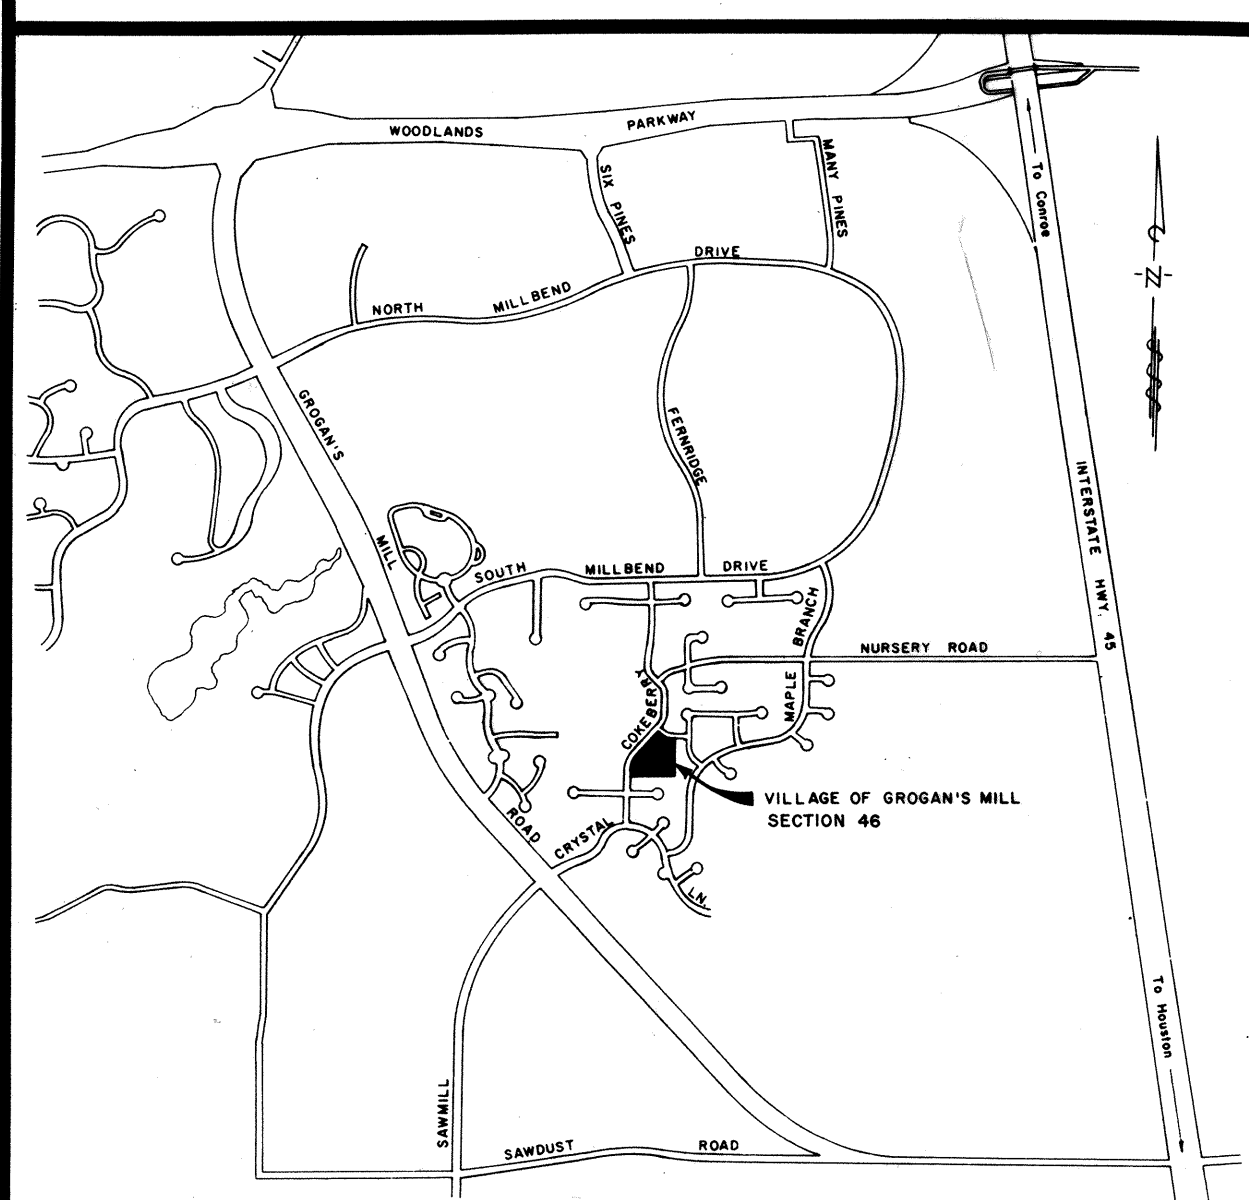 WOODLANDS PARKWAY
SIX PINES
MANY PINES
To Conroe
N
NORTH MILLBEND DRIVE
GROGAN'S MILL ROAD
FERNRIDGE
INTERSTATE HWY. 45
SOUTH MILLBEND DRIVE
MAPLE BRANCH
NURSERY ROAD
COKEBERRY
VILLAGE OF GROGAN'S MILL
SECTION 46
CRYSTAL LN.
To Houston
SAWMILL
SAWDUST ROAD